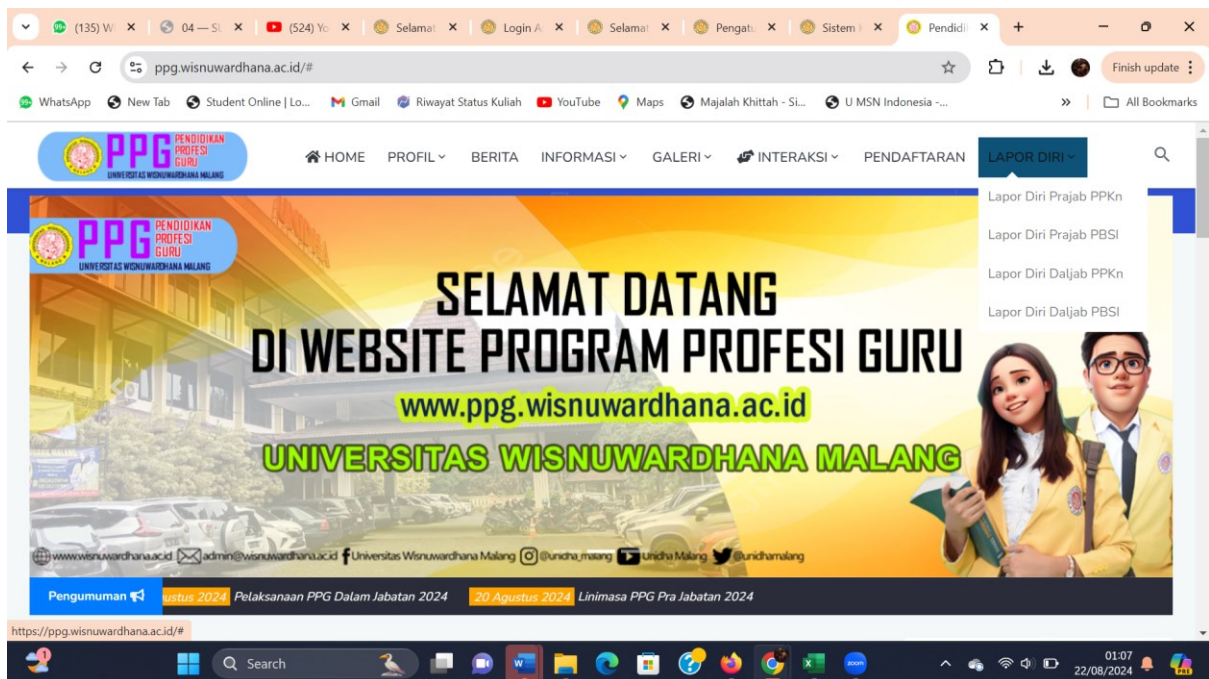 (135) W
04 — SU
(524) Yo
Selamat
Login A
Selamat
Pengatu
Sistem I
Pendidi
ppg.wisnuwardhana.ac.id/#
Finish update
WhatsApp
New Tab
Student Online | Lo...
Gmail
Riwayat Status Kuliah
YouTube
Maps
Majalah Khittah - Si...
U MSN Indonesia -...
All Bookmarks
PPG PENDIDIKAN
PROFESI
GURU
UNIVERSITAS WISNUWARDHANA MALANG
HOME PROFIL BERITA INFORMASI GALERI INTERAKSI PENDAFTARAN LAPOR DIRI
Lapor Diri Prajab PPKn
Lapor Diri Prajab PBSI
Lapor Diri Daljab PPKn
Lapor Diri Daljab PBSI
PPG PENDIDIKAN
PROFESI
GURU
UNIVERSITAS WISNUWARDHANA MALANG
SELAMAT DATANG
DI WEBSITE PROGRAM PROFESI GURU
www.ppg.wisnuwardhana.ac.id
UNIVERSITAS WISNUWARDHANA MALANG
www.wisnuwardhana.ac.id admin@wisnuwardhana.ac.id Universitas Wisnuwardhana Malang @unidha_malang Unidha Malang @unidhamalang
Pengumuman ustus 2024 Pelaksanaan PPG Dalam Jabatan 2024 20 Agustus 2024 Linimasa PPG Pra Jabatan 2024
https://ppg.wisnuwardhana.ac.id/#
Search
01:07
22/08/2024